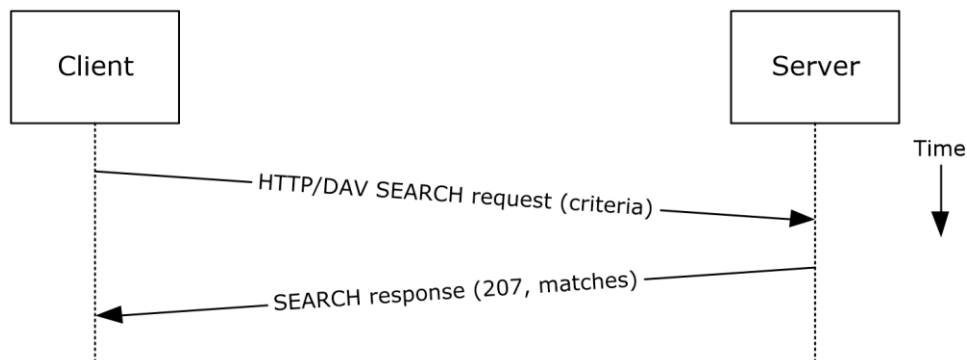 Client
Server
Time
HTTP/DAV SEARCH request (criteria)
SEARCH response (207, matches)